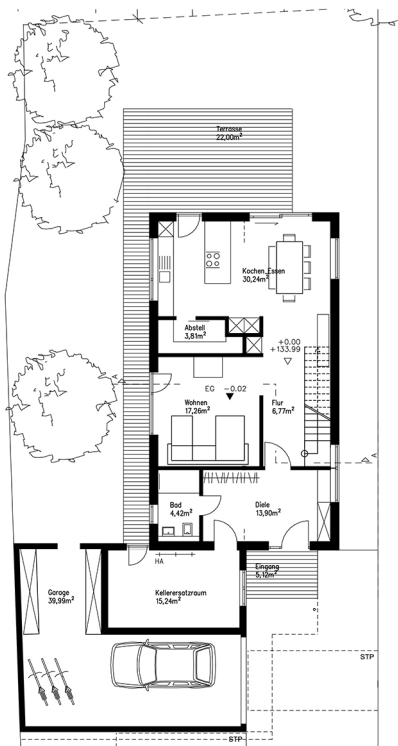 Terrasse
22,00m²
Kochen, Essen
30,24m²
Abstell
3,81m²
+0.00
+133.99
EG -0.02
A
Wohnen
17,26m²
Flur
6,77m²
A
Bad
4,42m²
Diele
13,90m²
HA
Eingang
5,12m²
Garage
39,99m²
Kellerersatzraum
15,24m²
STP
STP